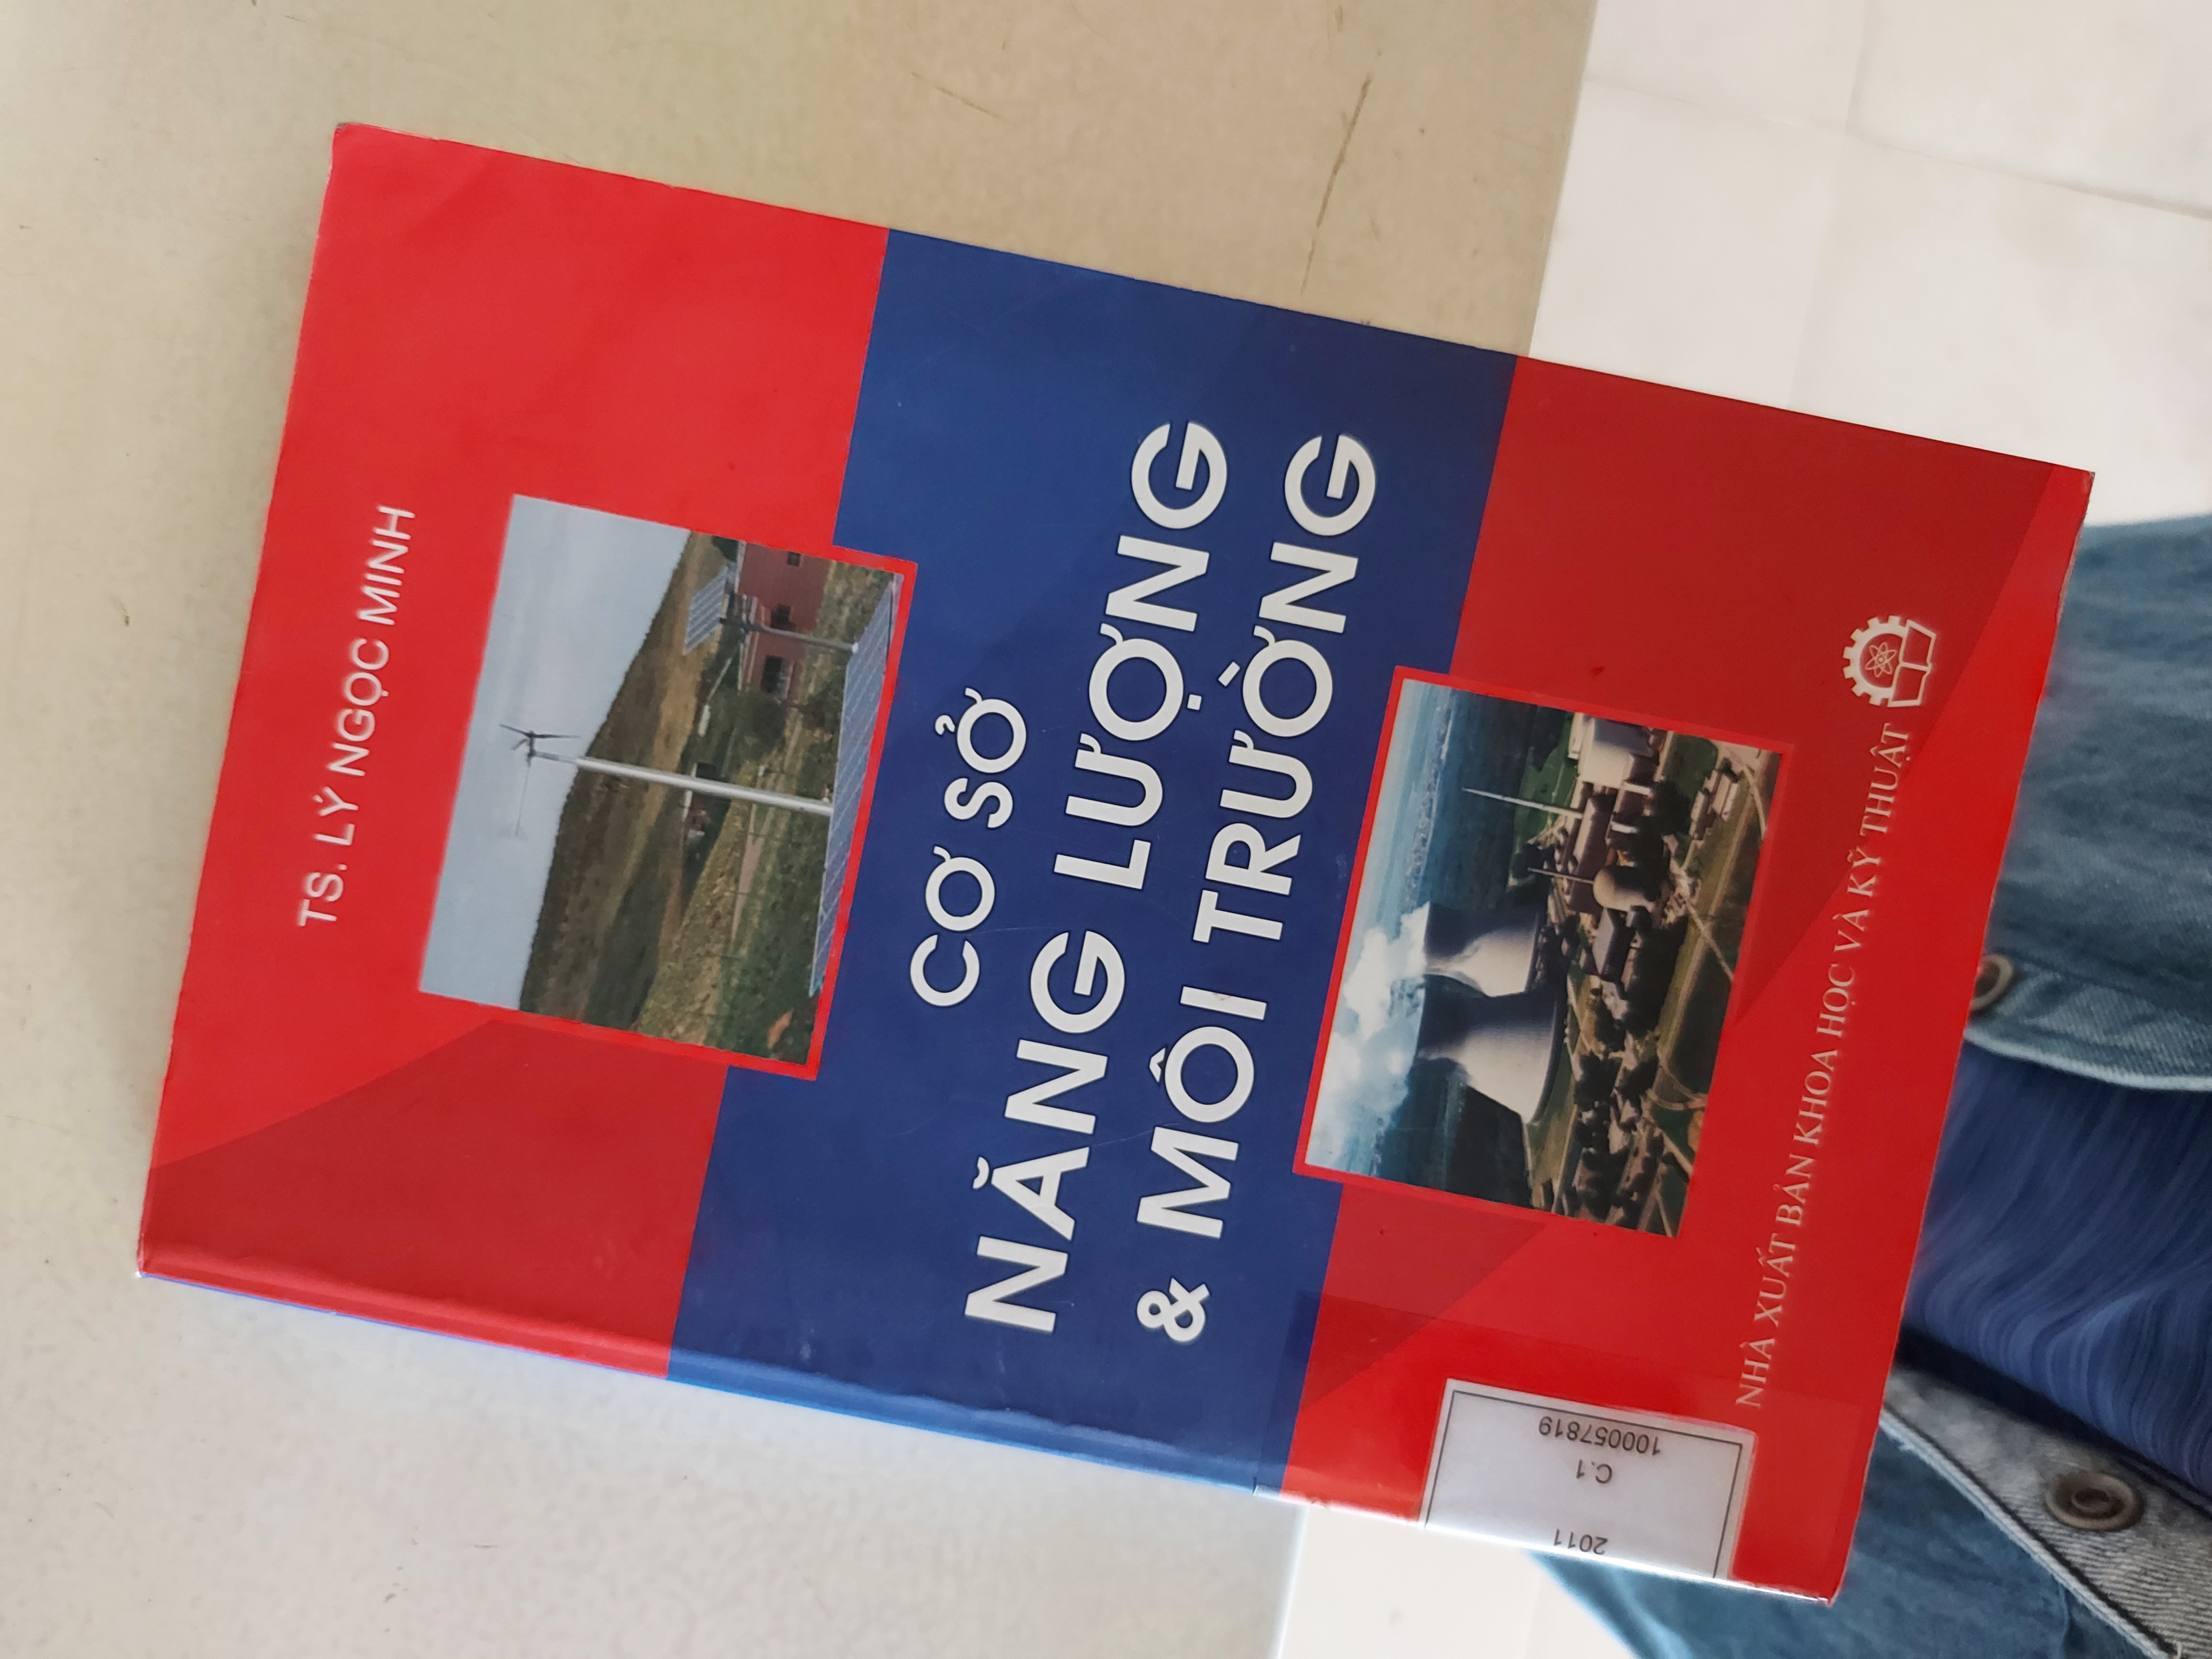 TS. LÝ NGỌC MINH
CƠ SỞ
NĂNG LƯỢNG
& MÔI TRƯỜNG
2011
C.1
100057819
NHÀ XUẤT BẢN KHOA HỌC VÀ KỸ THUẬT